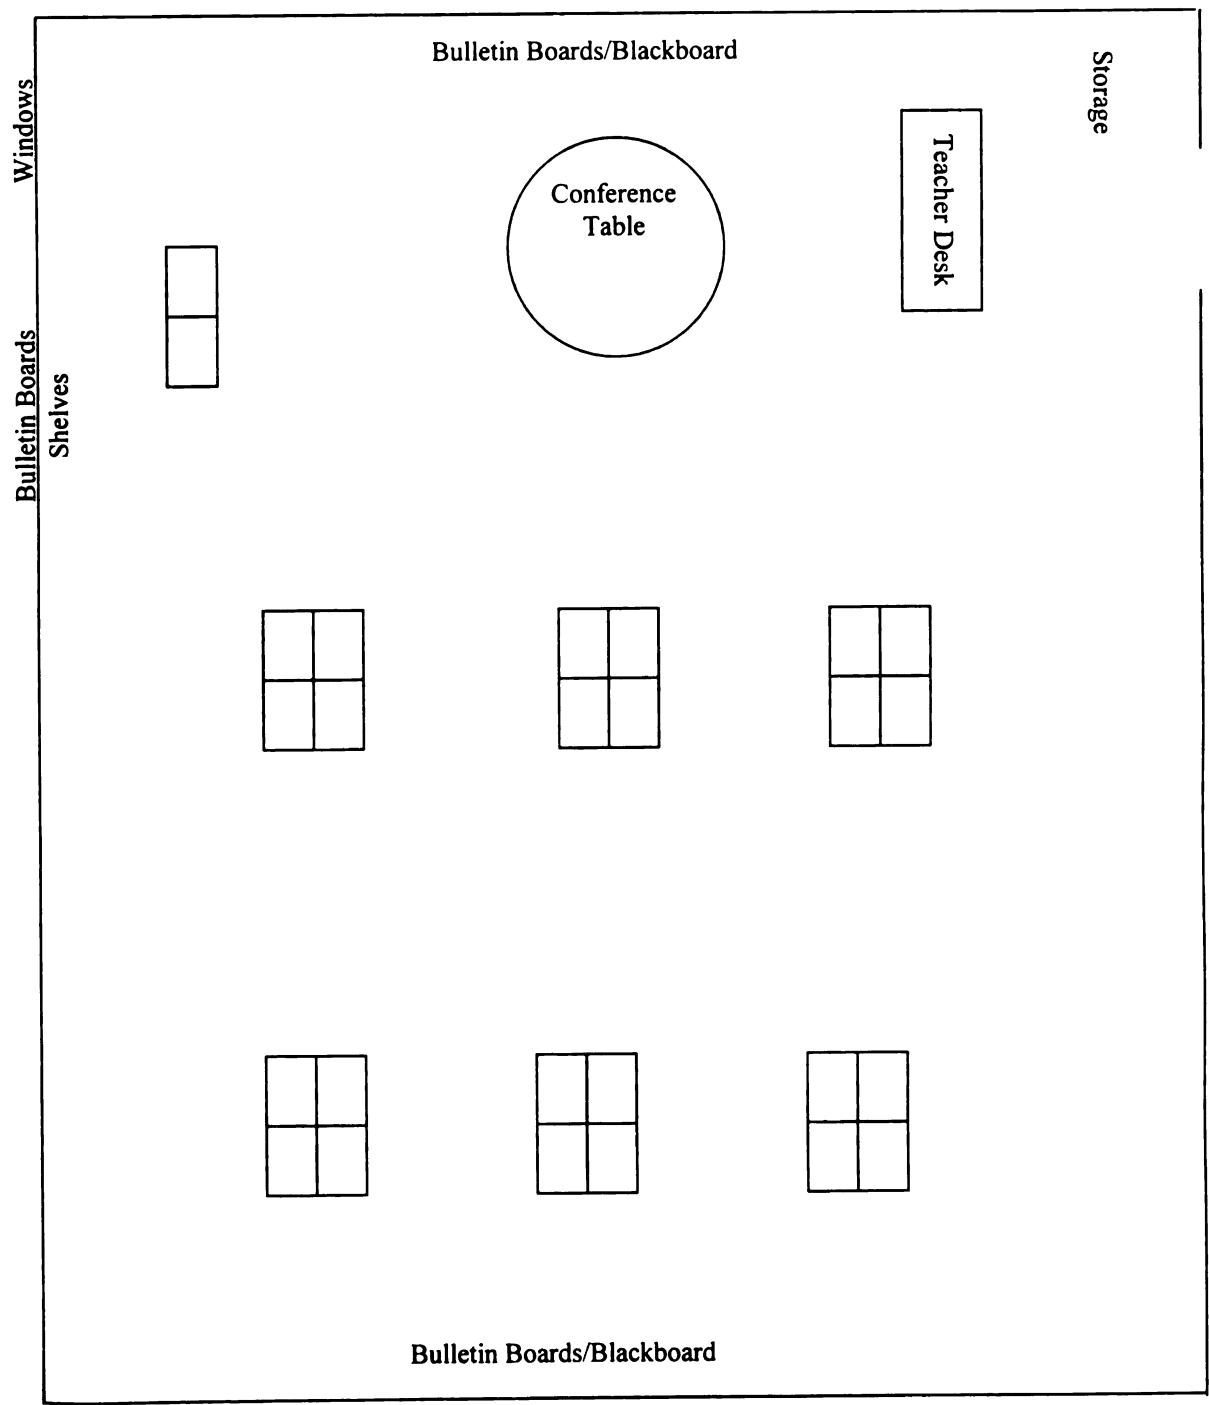 Bulletin Boards/Blackboard
Storage
Windows
Teacher Desk
Conference
Table
Bulletin Boards
Shelves
Bulletin Boards/Blackboard